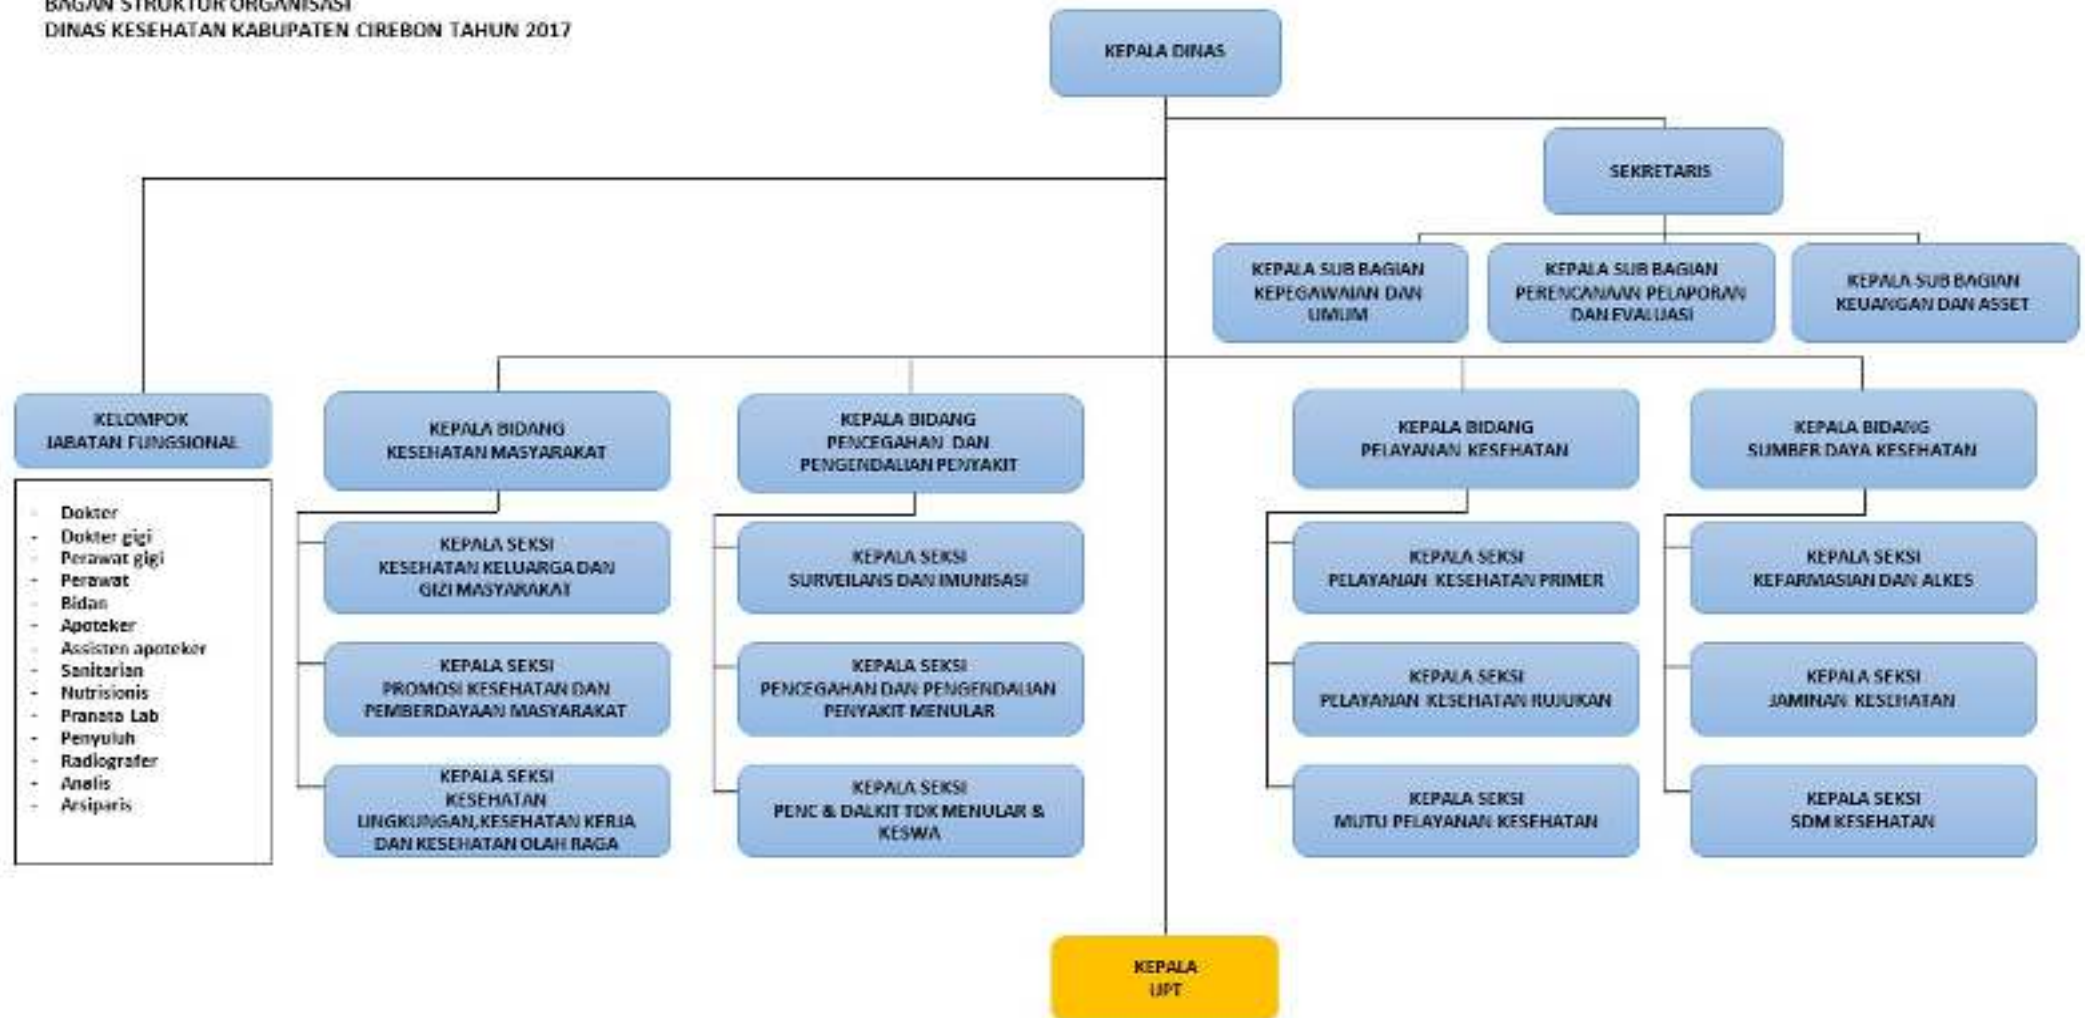 BAGAN STRUKTUR ORGANISASI
DINAS KESEHATAN KABUPATEN CIREBON TAHUN 2017
KEPALA DINAS
SEKRETARIS
KEPALA SUB BAGIAN
KEPEGAWAIAN DAN
UMUM
KEPALA SUB BAGIAN
PERENCANAAN PELAPORAN
DAN EVALUASI
KEPALA SUB BAGIAN
KEUANGAN DAN ASSET
KELOMPOK
JABATAN FUNGSIONAL
- Dokter
- Dokter gigi
- Perawat gigi
- Perawat
- Bidan
- Apoteker
- Assisten apoteker
- Sanitarian
- Nutrisionis
- Pranata Lab
- Penyuluh
- Radiografer
- Analis
- Arsiparis
KEPALA BIDANG
KESEHATAN MASYARAKAT
KEPALA SEKSI
KESEHATAN KELUARGA DAN
GIZI MASYARAKAT
KEPALA SEKSI
PROMOSI KESEHATAN DAN
PEMBERDAYAAN MASYARAKAT
KEPALA SEKSI
KESEHATAN
LINGKUNGAN,KESEHATAN KERJA
DAN KESEHATAN OLAH RAGA
KEPALA BIDANG
PENCEGAHAN DAN
PENGENDALIAN PENYAKIT
KEPALA SEKSI
SURVEILANS DAN IMUNISASI
KEPALA SEKSI
PENCEGAHAN DAN PENGENDALIAN
PENYAKIT MENULAR
KEPALA SEKSI
PENC & DALKIT TDK MENULAR &
KESWA
KEPALA BIDANG
PELAYANAN KESEHATAN
KEPALA SEKSI
PELAYANAN KESEHATAN PRIMER
KEPALA SEKSI
PELAYANAN KESEHATAN RUJUKAN
KEPALA SEKSI
MUTU PELAYANAN KESEHATAN
KEPALA BIDANG
SUMBER DAYA KESEHATAN
KEPALA SEKSI
KEFARMASIAN DAN ALKES
KEPALA SEKSI
JAMINAN KESEHATAN
KEPALA SEKSI
SDM KESEHATAN
KEPALA
UPT